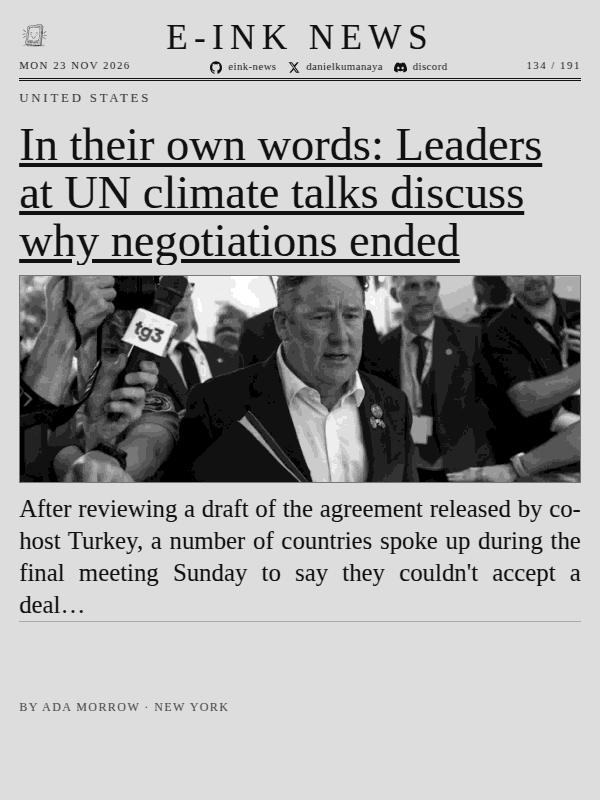 E-INK NEWS
MON 23 NOV 2026
eink-news
danielkumanaya
discord
134 / 191
UNITED STATES
In their own words: Leaders
at UN climate talks discuss
why negotiations ended
tg3
After reviewing a draft of the agreement released by co-
host Turkey, a number of countries spoke up during the
final meeting Sunday to say they couldn't accept a
deal…
BY ADA MORROW · NEW YORK